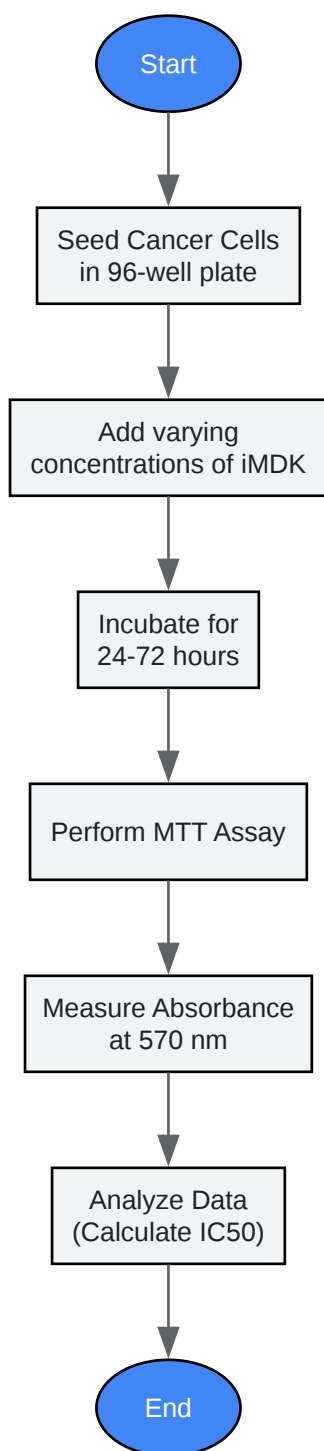 Start
Seed Cancer Cells
in 96-well plate
Add varying
concentrations of iMDK
Incubate for
24-72 hours
Perform MTT Assay
Measure Absorbance
at 570 nm
Analyze Data
(Calculate IC50)
End